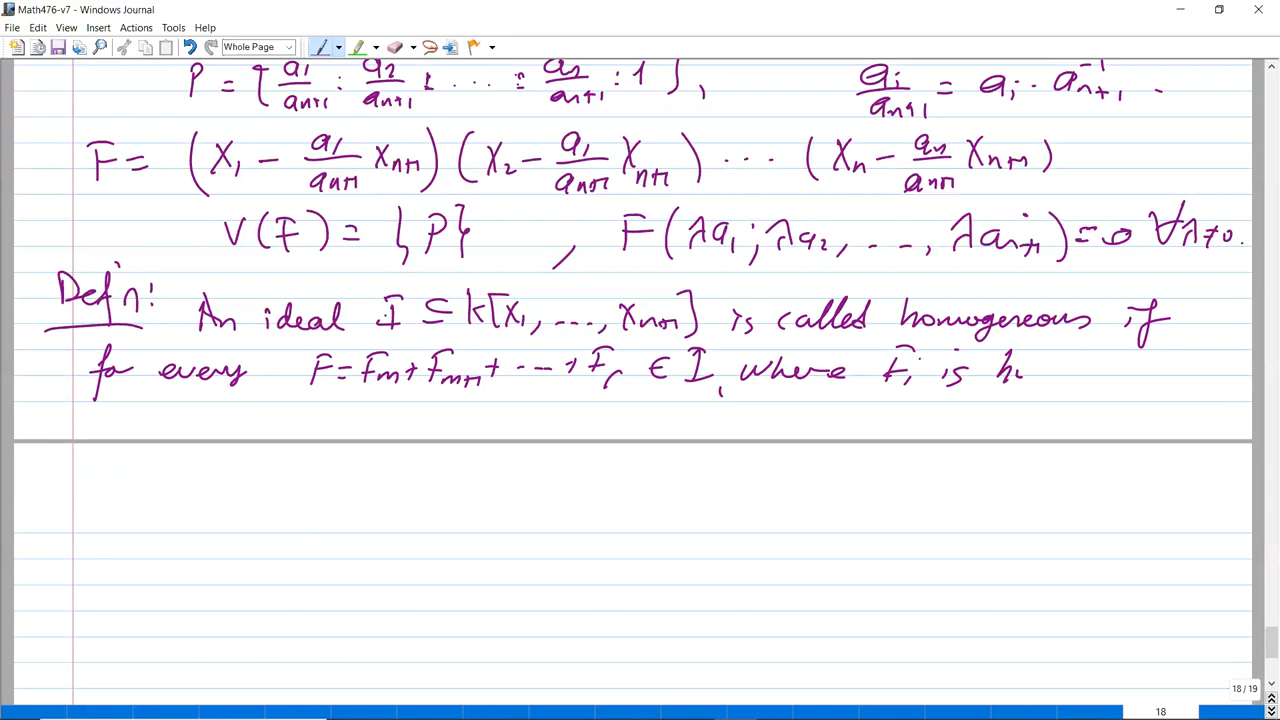 Math476-v7 - Windows Journal
File Edit View Insert Actions Tools Help
Whole Page
P = [ a1/an+1 : a2/an+1 : ... : an/an+1 : 1 ] , ai/an+1 = ai · an+1^-1 .
F = (X1 - a1/an+1 Xn+1) (X2 - a1/an+1 Xn+1) ... (Xn - an/an+1 Xn+1)
V(F) = {P} , F(λa1, λa2, ..., λan+1) = 0 ∀λ≠0.
Def'n: An ideal I ⊆ k[X1, ..., Xn+1] is called homogeneous if
for every F = Fm + Fm+1 + ... + Fr ∈ I, where Fi is h
18 / 19
18